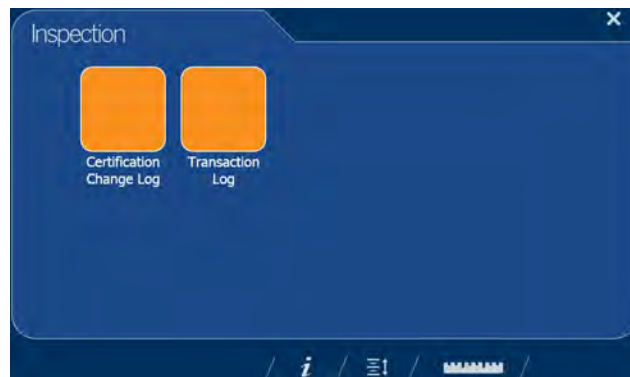 Inspection
Certification
Change Log
Transaction
Log
i